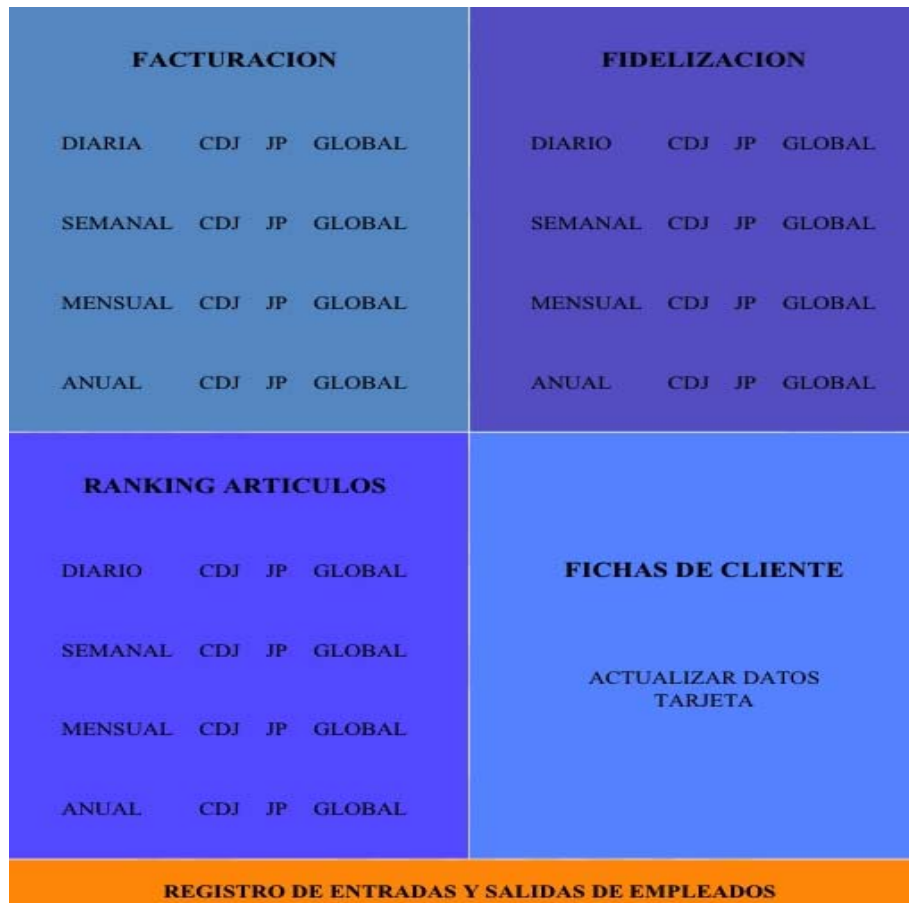 FACTURACION
DIARIA CDJ JP GLOBAL
SEMANAL CDJ JP GLOBAL
MENSUAL CDJ JP GLOBAL
ANUAL CDJ JP GLOBAL
FIDELIZACION
DIARIO CDJ JP GLOBAL
SEMANAL CDJ JP GLOBAL
MENSUAL CDJ JP GLOBAL
ANUAL CDJ JP GLOBAL
RANKING ARTICULOS
DIARIO CDJ JP GLOBAL
SEMANAL CDJ JP GLOBAL
MENSUAL CDJ JP GLOBAL
ANUAL CDJ JP GLOBAL
FICHAS DE CLIENTE
ACTUALIZAR DATOS
TARJETA
REGISTRO DE ENTRADAS Y SALIDAS DE EMPLEADOS